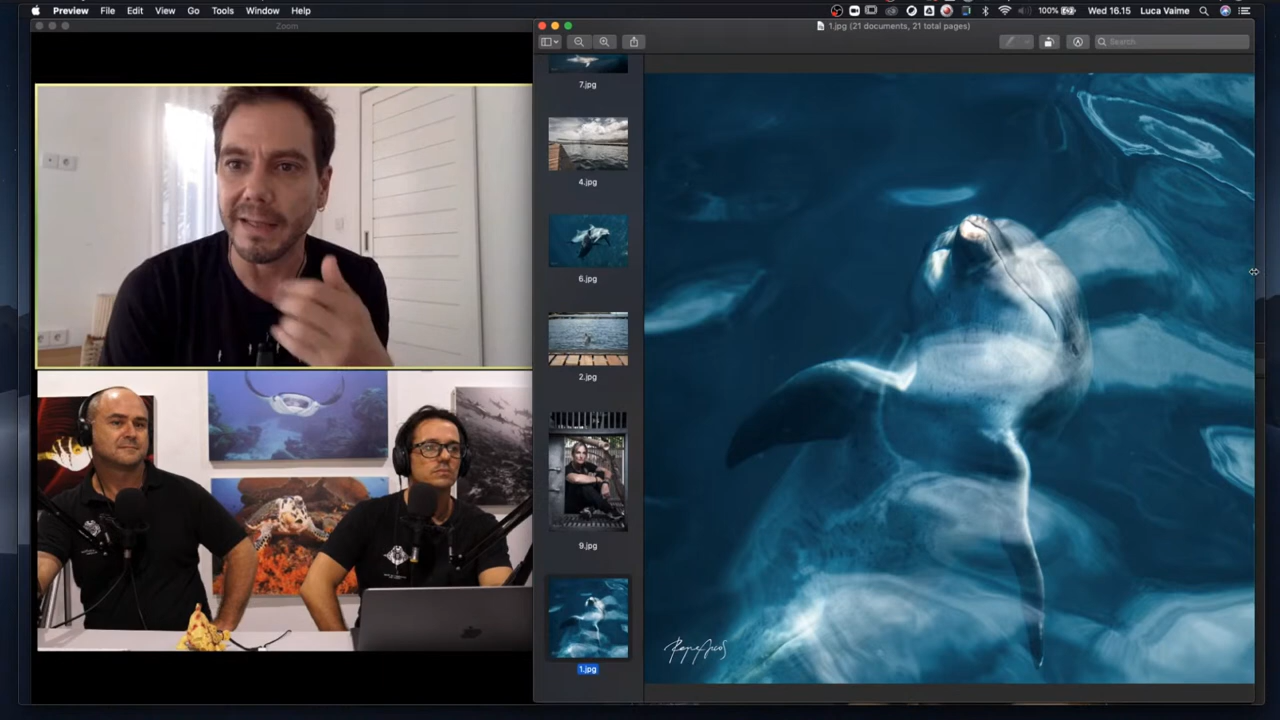 Preview File Edit View Go Tools Window Help
100% Wed 16.15 Luca Vaime
Zoom
1.jpg (21 documents, 21 total pages)
Search
7.jpg
4.jpg
6.jpg
2.jpg
9.jpg
1.jpg